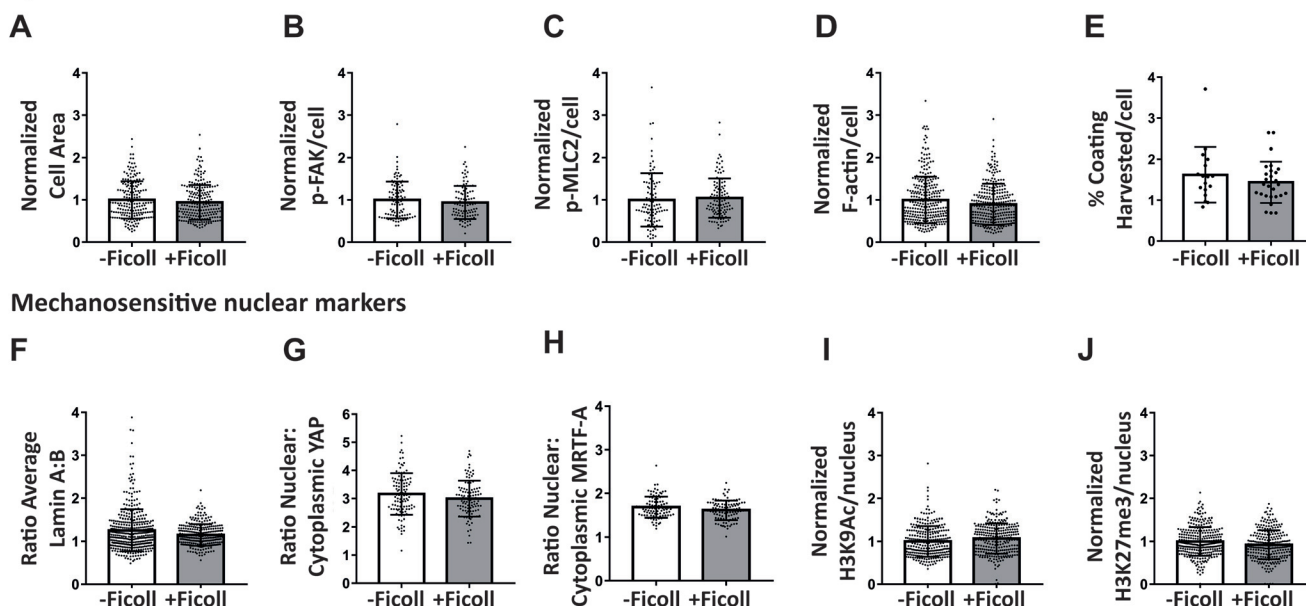 A
B
C
D
E
Normalized
Cell Area
4
3
2
1
0
-Ficoll +Ficoll
Normalized
p-FAK/cell
4
3
2
1
0
-Ficoll +Ficoll
Normalized
p-MLC2/cell
4
3
2
1
0
-Ficoll +Ficoll
Normalized
F-actin/cell
4
3
2
1
0
-Ficoll +Ficoll
% Coating
Harvested/cell
4
3
2
1
0
-Ficoll +Ficoll
Mechanosensitive nuclear markers
F
G
H
I
J
Ratio Average
Lamin A:B
4
3
2
1
0
-Ficoll +Ficoll
Ratio Nuclear:
Cytoplasmic YAP
6
5
4
3
2
1
0
-Ficoll +Ficoll
Ratio Nuclear:
Cytoplasmic MRTF-A
4
3
2
1
0
-Ficoll +Ficoll
Normalized
H3K9Ac/nucleus
4
3
2
1
0
-Ficoll +Ficoll
Normalized
H3K27me3/nucleus
4
3
2
1
0
-Ficoll +Ficoll